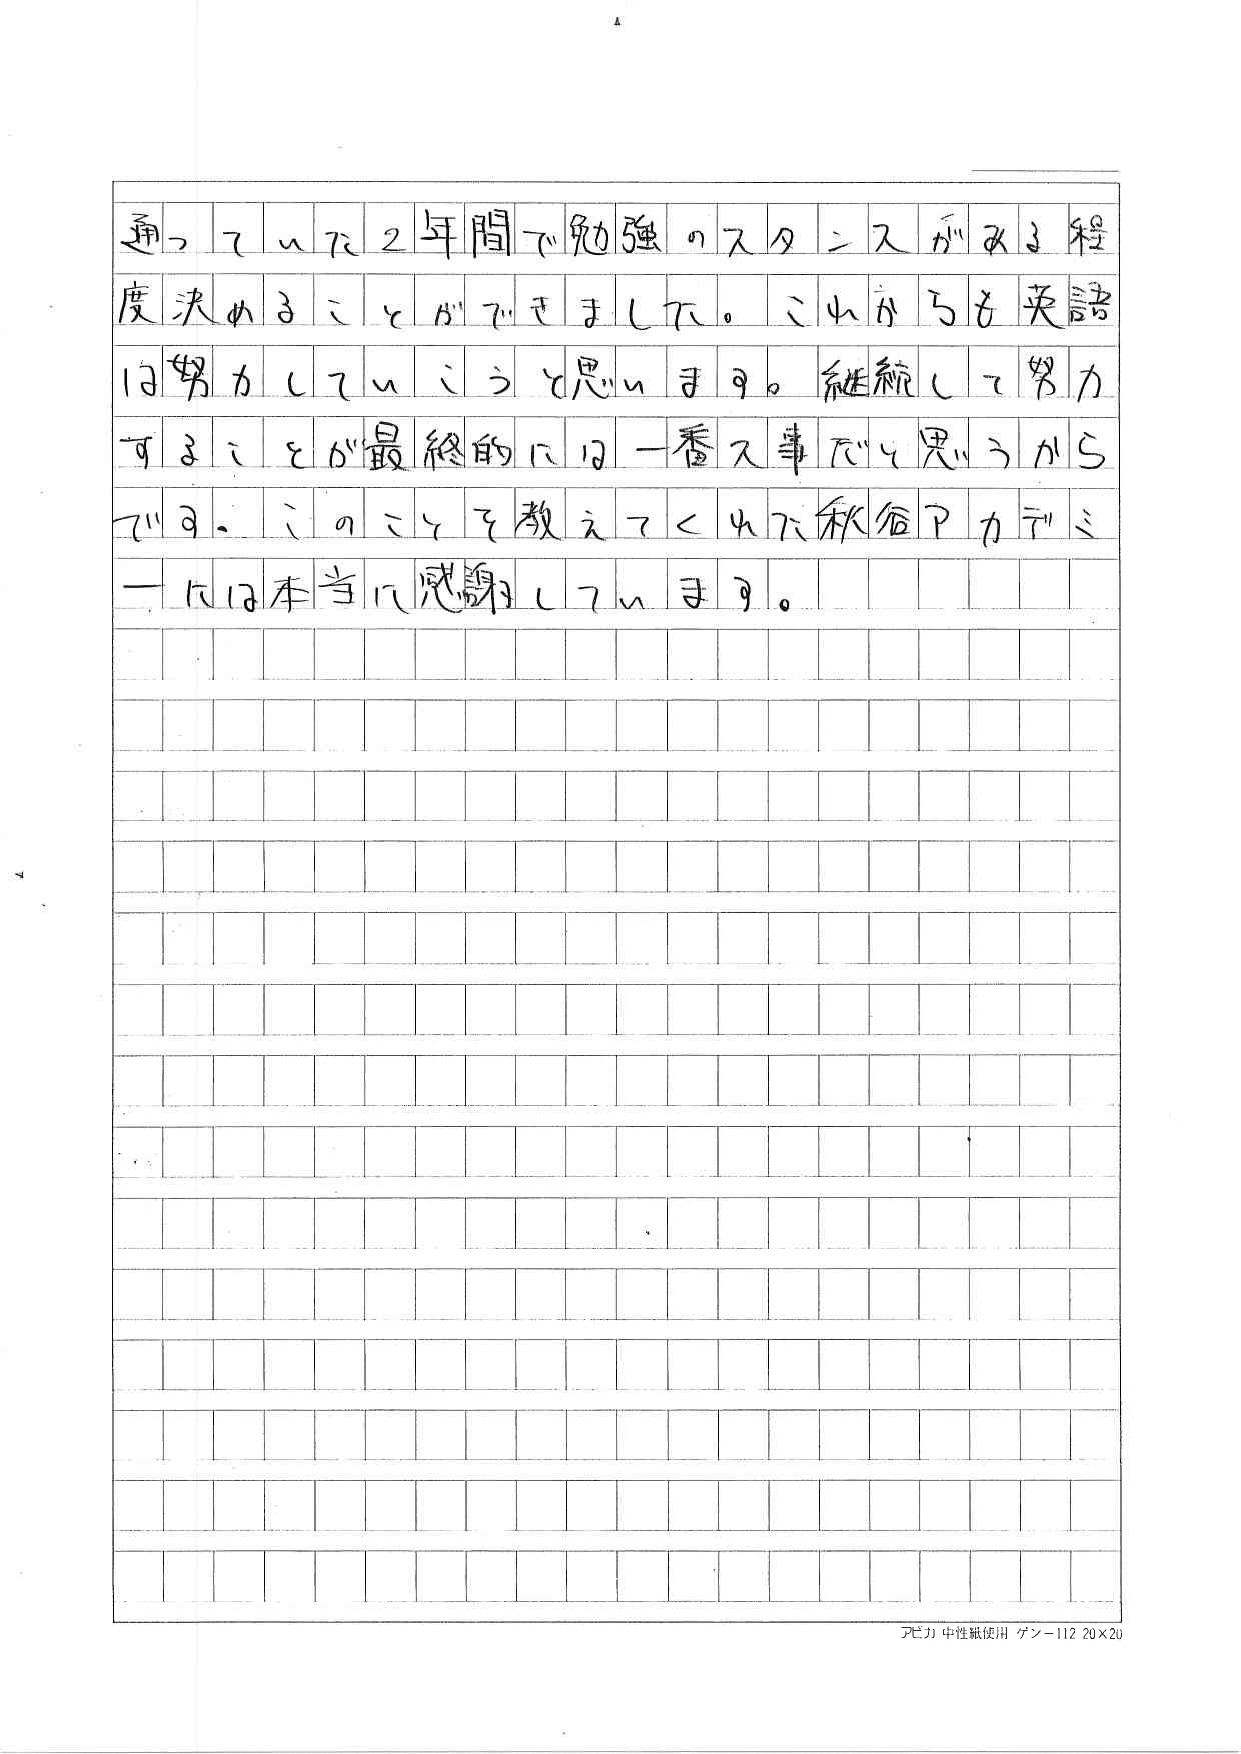 通っていた2年間で勉強のスタンスがある程
度決めることができました。これからも英語
は努力していこうと思います。継続して努力
することが最終的には一番大事だと思うから
です。このことを教えてくれた秋谷アカデミ
ーには本当に感謝しています。
アピカ 中性紙使用 ゲンー112 20×20